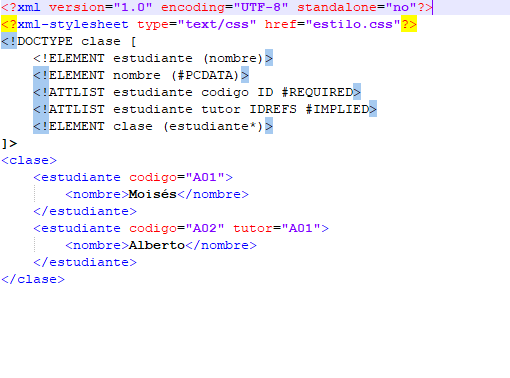 <?xml version="1.0" encoding="UTF-8" standalone="no"?>
<?xml-stylesheet type="text/css" href="estilo.css"?>
<!DOCTYPE clase [
    <!ELEMENT estudiante (nombre)>
    <!ELEMENT nombre (#PCDATA)>
    <!ATTLIST estudiante codigo ID #REQUIRED>
    <!ATTLIST estudiante tutor IDREFS #IMPLIED>
    <!ELEMENT clase (estudiante*)>
]>
<clase>
    <estudiante codigo="A01">
        <nombre>Moisés</nombre>
    </estudiante>
    <estudiante codigo="A02" tutor="A01">
        <nombre>Alberto</nombre>
    </estudiante>
</clase>